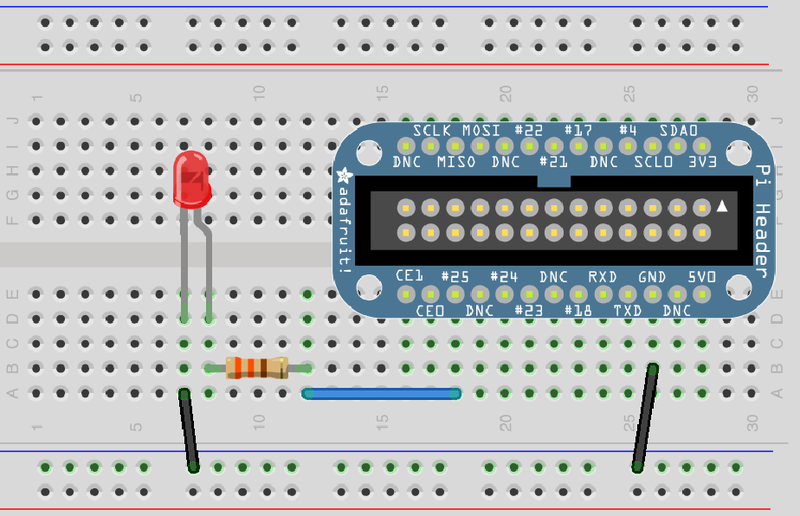 1 5 10 15 20 25 30
J J
I
H
G G
F
SCLK MOSI #22 #17 #4 SDA0
DNC MISO DNC #21 DNC SCL0 3V3
adafruit!
Pi Header
CE1 #25 #24 DNC RXD GND 5V0
CE0 DNC #23 #18 TXD DNC
E E
D D
C C
B B
A A
1 5 10 15 20 25 30